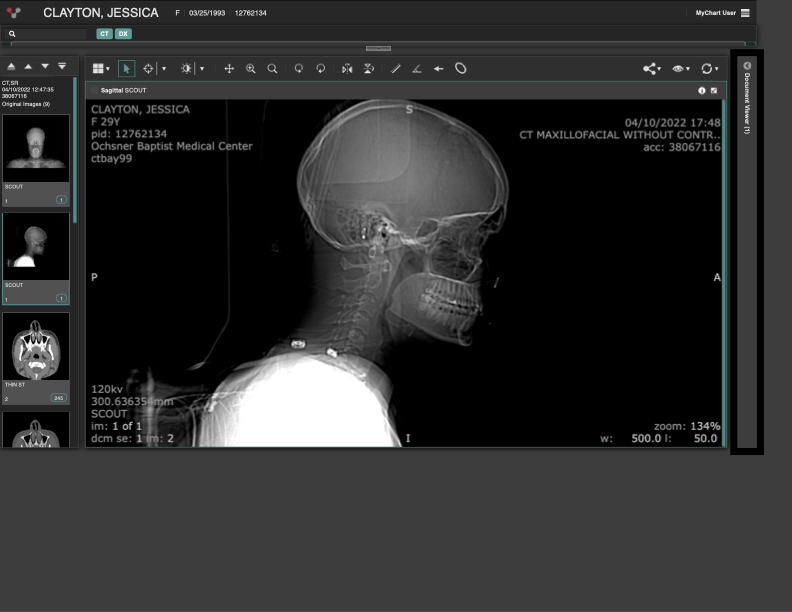 CLAYTON, JESSICA F 03/25/1993 12762134 MyChart User
CT DX
CT,SR
04/10/2022 12:47:35
38067116
Original Images (9)
SCOUT
1 1
SCOUT
1 1
THIN ST
2 245
Sagittal SCOUT
CLAYTON, JESSICA
F 29Y
pid: 12762134
Ochsner Baptist Medical Center
ctbay99
S
04/10/2022 17:48
CT MAXILLOFACIAL WITHOUT CONTR..
acc: 38067116
P
A
120kv
300.636354mm
SCOUT
im: 1 of 1
dcm se: 1 im: 2
I
zoom: 134%
w: 500.0 l: 50.0
Document Viewer (1)